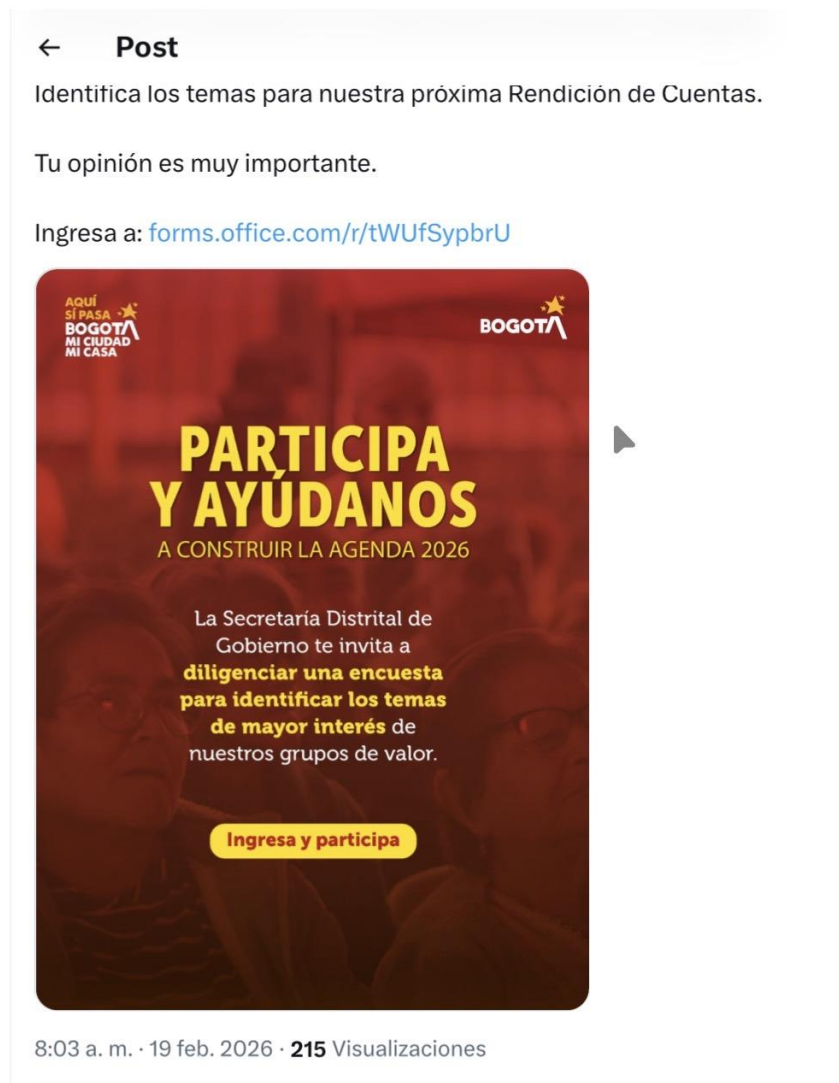 Post
Identifica los temas para nuestra próxima Rendición de Cuentas.
Tu opinión es muy importante.
Ingresa a: forms.office.com/r/tWUfSypbrU
AQUÍ
SÍ PASA
BOGOTÁ
MI CIUDAD
MI CASA
BOGOTÁ
PARTICIPA
Y AYÚDANOS
A CONSTRUIR LA AGENDA 2026
La Secretaría Distrital de
Gobierno te invita a
diligenciar una encuesta
para identificar los temas
de mayor interés de
nuestros grupos de valor.
Ingresa y participa
8:03 a. m. · 19 feb. 2026 · 215 Visualizaciones